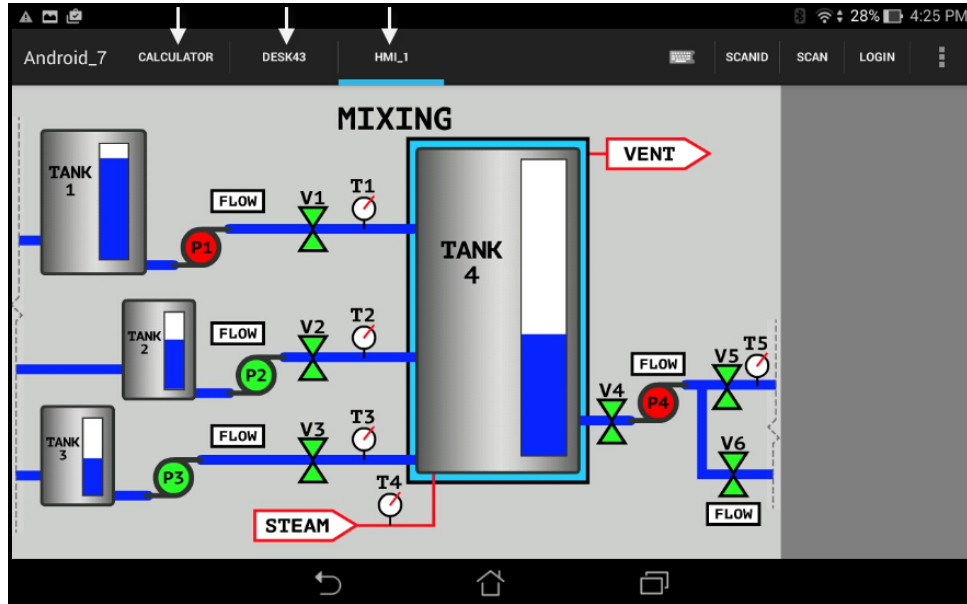 28% 4:25 PM
Android_7 CALCULATOR DESK43 HMI_1 SCANID SCAN LOGIN
MIXING
VENT
TANK
1
FLOW
V1
T1
P1
TANK
4
TANK
2
FLOW
V2
T2
P2
TANK
3
FLOW
V3
T3
P3
T4
STEAM
V4
FLOW
P4
V5
T5
V6
FLOW